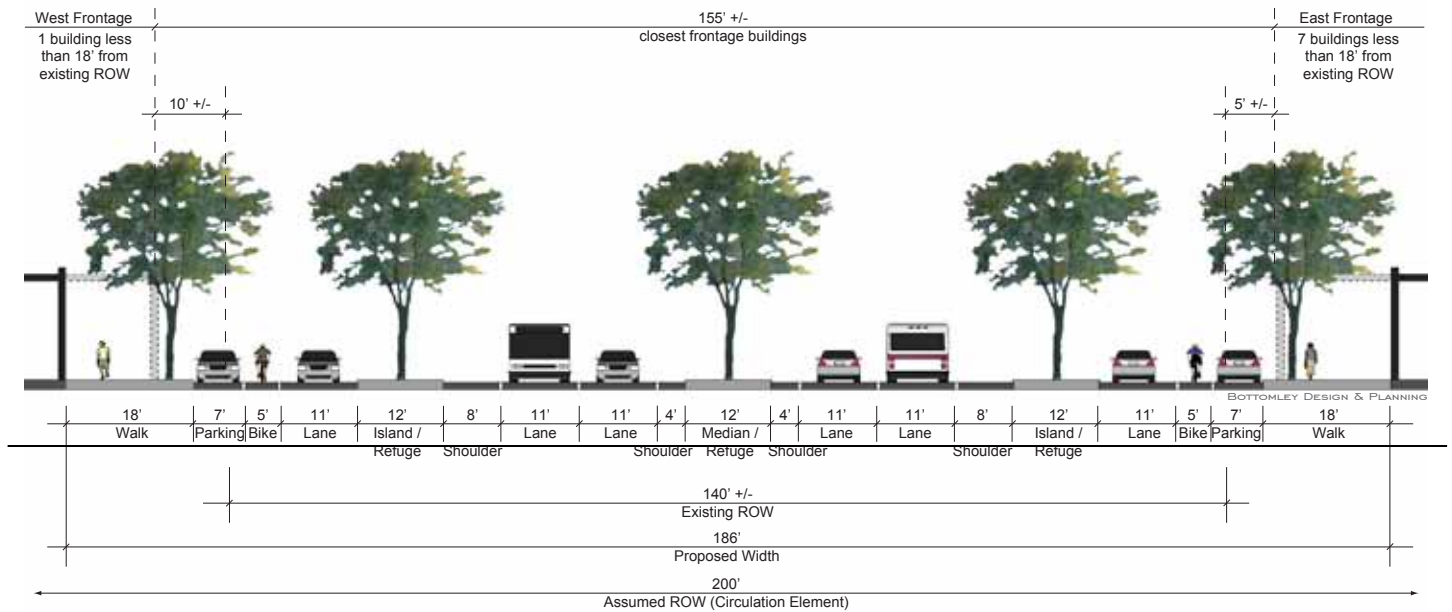 West Frontage
1 building less
than 18' from
existing ROW
155' +/-
closest frontage buildings
East Frontage
7 buildings less
than 18' from
existing ROW
10' +/-
5' +/-
BOTTOMLEY DESIGN & PLANNING
18' 7' 5' 11' 12' 8' 11' 11' 4' 12' 4' 11' 11' 8' 12' 11' 5' 7' 18'
Walk Parking Bike Lane Island / Lane Lane Median / Lane Lane Island / Lane Bike Parking Walk
Refuge Shoulder Shoulder Refuge Shoulder Shoulder Refuge
140' +/-
Existing ROW
186'
Proposed Width
200'
Assumed ROW (Circulation Element)